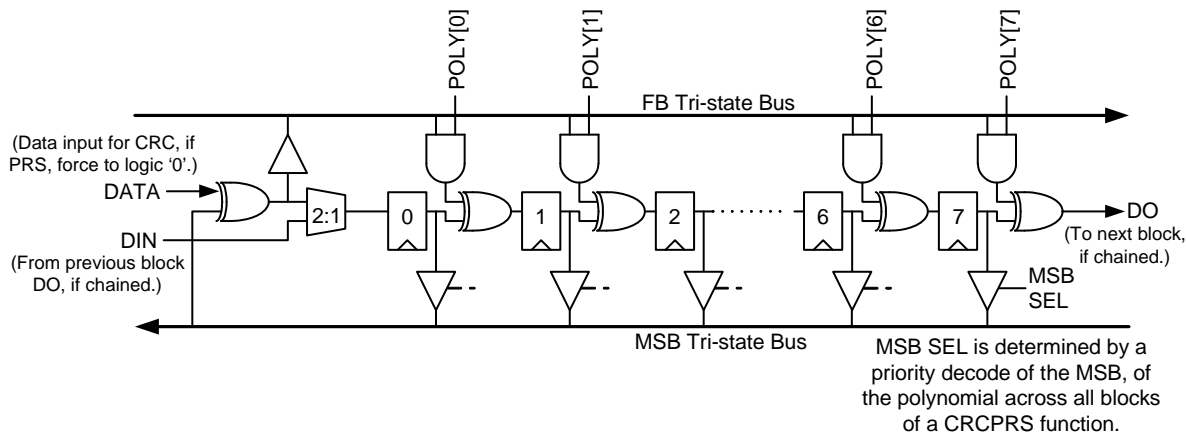 POLY[0]
POLY[1]
POLY[6]
POLY[7]
FB Tri-state Bus
(Data input for CRC, if
PRS, force to logic ‘0’.)
DATA
2:1
0
1
2
6
7
DO
(To next block,
if chained.)
DIN
(From previous block
DO, if chained.)
MSB
SEL
MSB Tri-state Bus
MSB SEL is determined by a
priority decode of the MSB, of
the polynomial across all blocks
of a CRCPRS function.